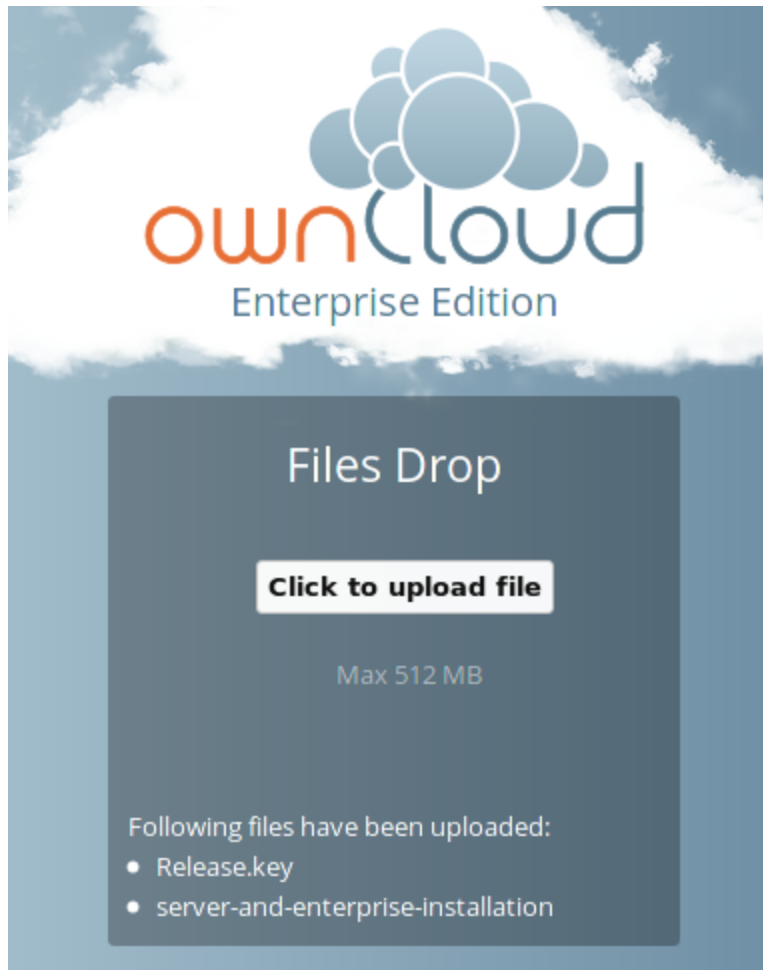 ownCloud
Enterprise Edition
Files Drop
Click to upload file
Max 512 MB
Following files have been uploaded:
Release.key
server-and-enterprise-installation